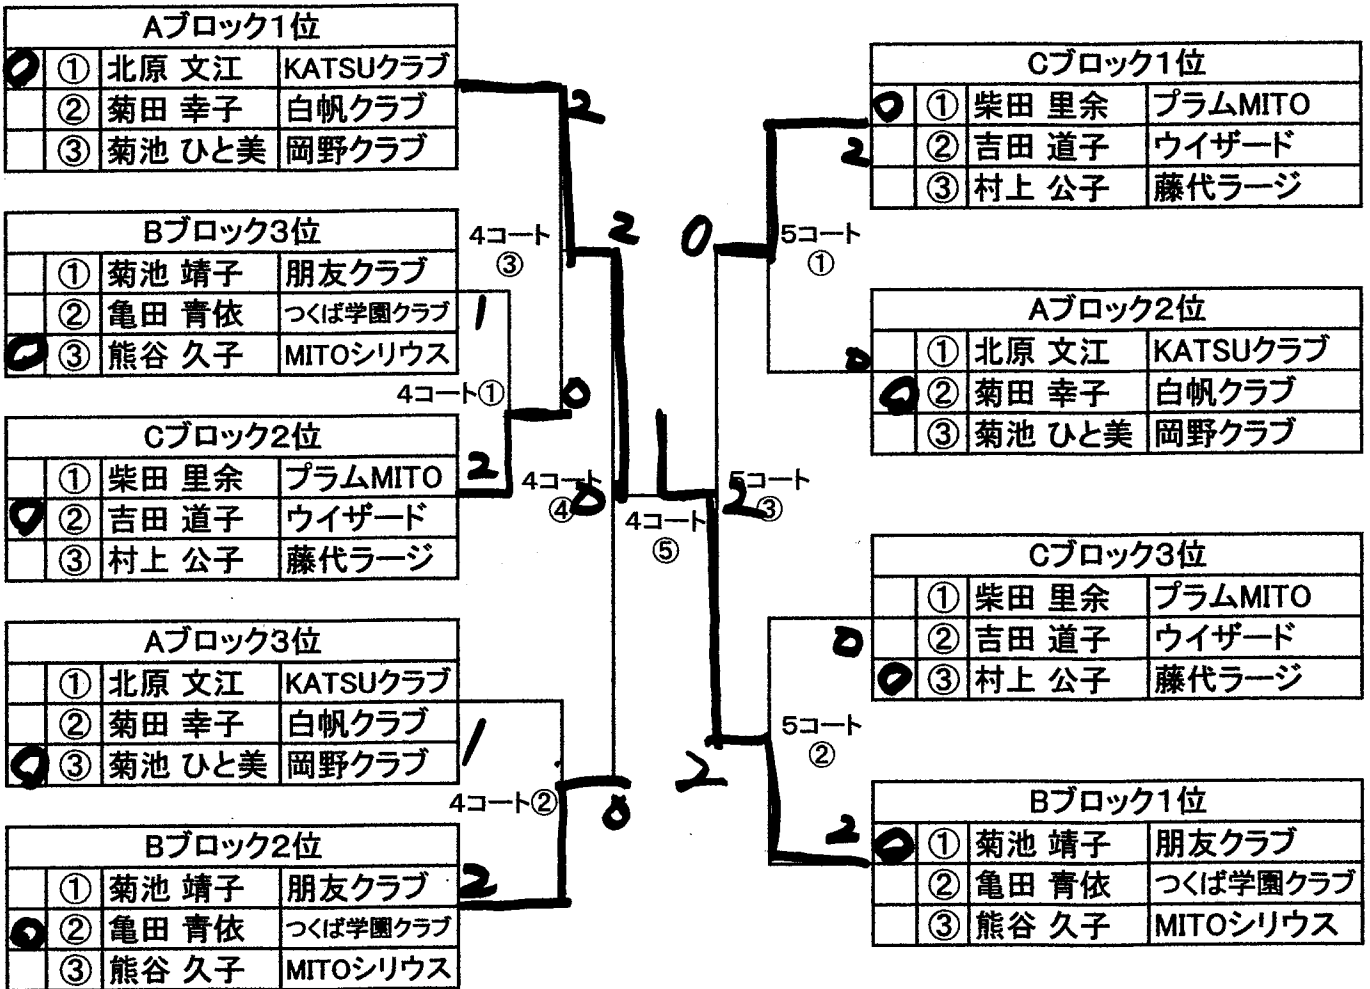 Aブロック1位
0 ① 北原 文江 KATSUクラブ
② 菊田 幸子 白帆クラブ
③ 菊池 ひと美 岡野クラブ
2
Bブロック3位
① 菊池 靖子 朋友クラブ
② 亀田 青依 つくば学園クラブ
0 ③ 熊谷 久子 MITOシリウス
1
4コート
③
2
4コート①
0
Cブロック2位
① 柴田 里余 プラムMITO
0 ② 吉田 道子 ウイザード
③ 村上 公子 藤代ラージ
2
4コート
④
0
4コート
⑤
Aブロック3位
① 北原 文江 KATSUクラブ
② 菊田 幸子 白帆クラブ
0 ③ 菊池 ひと美 岡野クラブ
1
4コート②
0
Bブロック2位
① 菊池 靖子 朋友クラブ
0 ② 亀田 青依 つくば学園クラブ
③ 熊谷 久子 MITOシリウス
2
Cブロック1位
0 ① 柴田 里余 プラムMITO
② 吉田 道子 ウイザード
③ 村上 公子 藤代ラージ
2
0
5コート
①
Aブロック2位
① 北原 文江 KATSUクラブ
0 ② 菊田 幸子 白帆クラブ
③ 菊池 ひと美 岡野クラブ
0
5コート
③
2
Cブロック3位
① 柴田 里余 プラムMITO
② 吉田 道子 ウイザード
0 ③ 村上 公子 藤代ラージ
0
5コート
②
2
Bブロック1位
0 ① 菊池 靖子 朋友クラブ
② 亀田 青依 つくば学園クラブ
③ 熊谷 久子 MITOシリウス
2